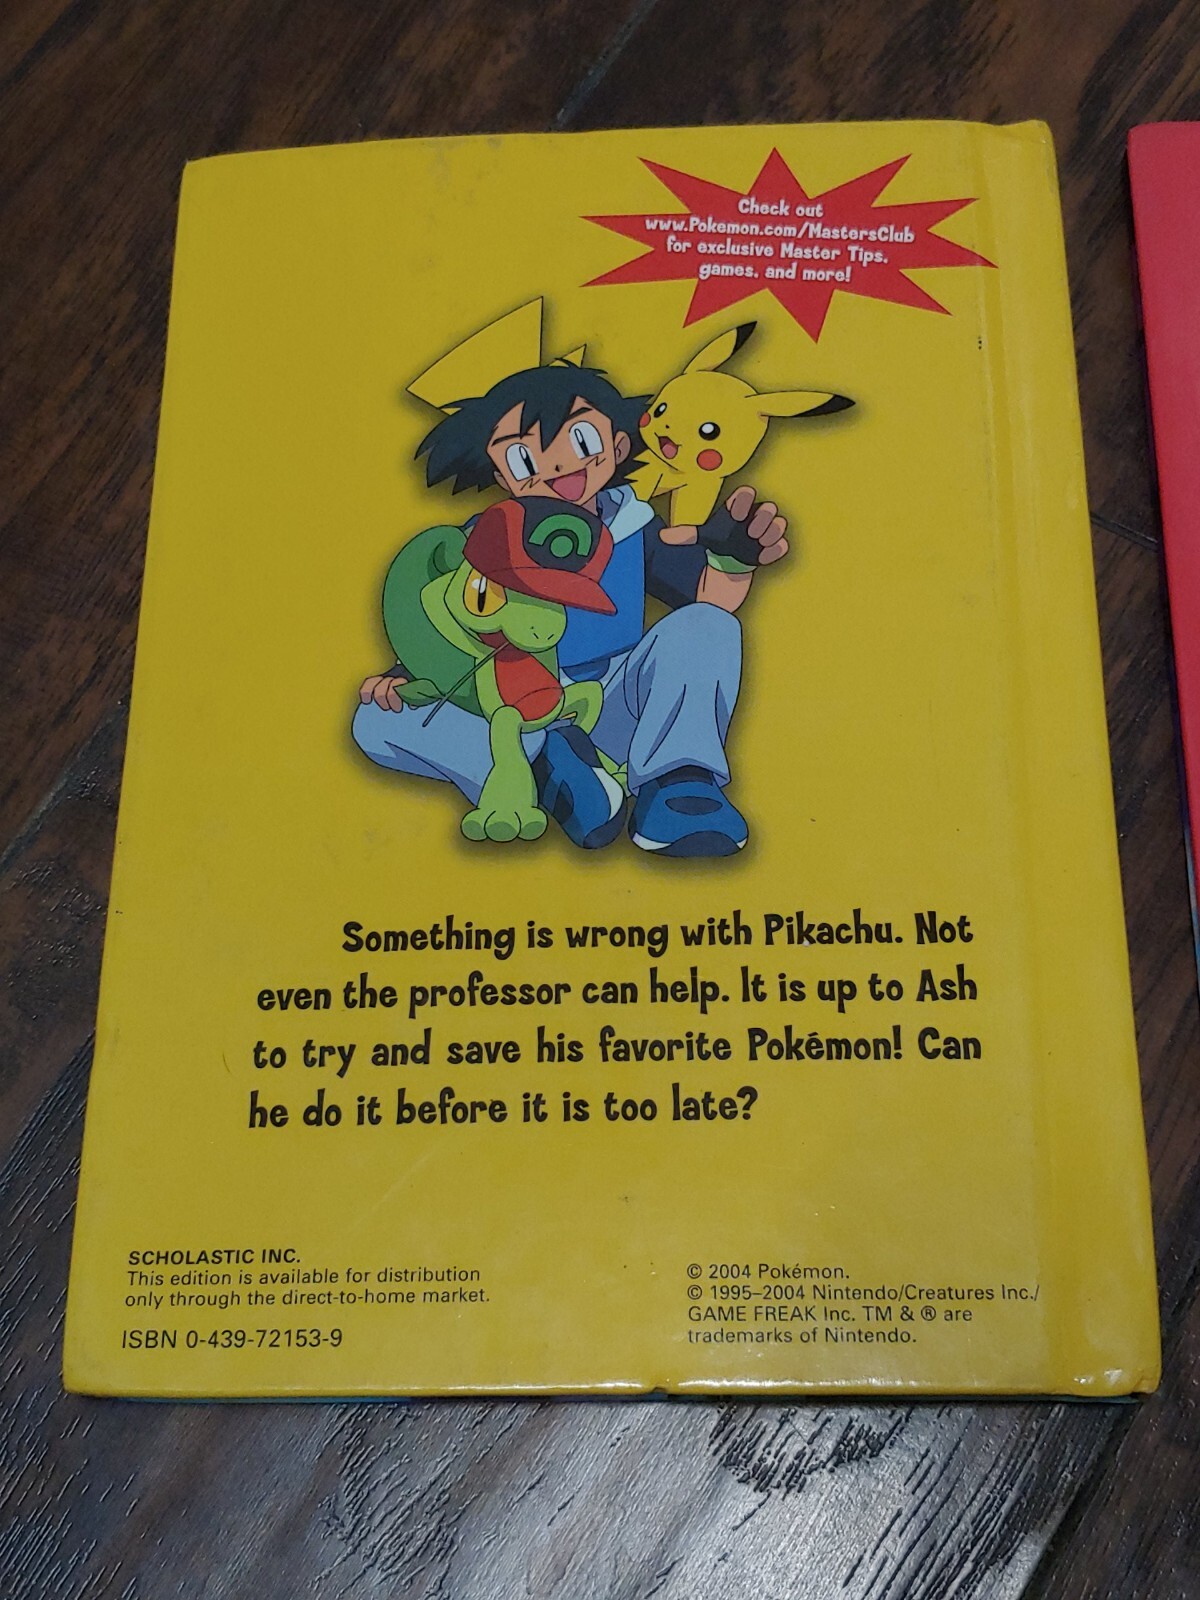 Check out
www.Pokemon.com/MastersClub
for exclusive Master Tips,
games, and more!
Something is wrong with Pikachu. Not
even the professor can help. It is up to Ash
to try and save his favorite Pokémon! Can
he do it before it is too late?
SCHOLASTIC INC.
This edition is available for distribution
only through the direct-to-home market.
ISBN 0-439-72153-9
© 2004 Pokémon.
© 1995–2004 Nintendo/Creatures Inc./
GAME FREAK Inc. TM & ® are
trademarks of Nintendo.